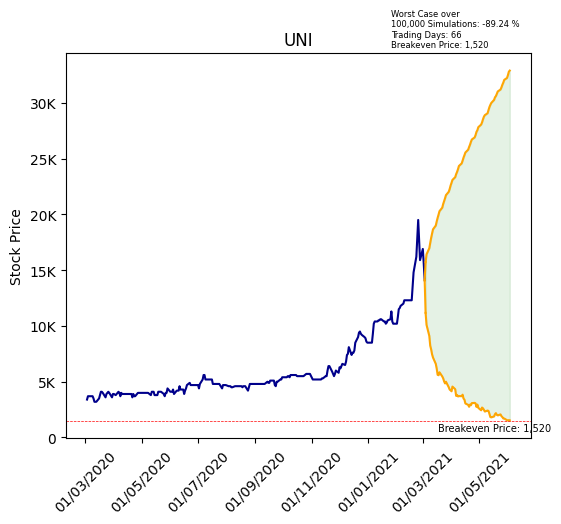 Worst Case over
100,000 Simulations: -89.24 %
Trading Days: 66
Breakeven Price: 1,520
UNI
Stock Price
30K
25K
20K
15K
10K
5K
0
Breakeven Price: 1,520
01/03/2020
01/05/2020
01/07/2020
01/09/2020
01/11/2020
01/01/2021
01/03/2021
01/05/2021